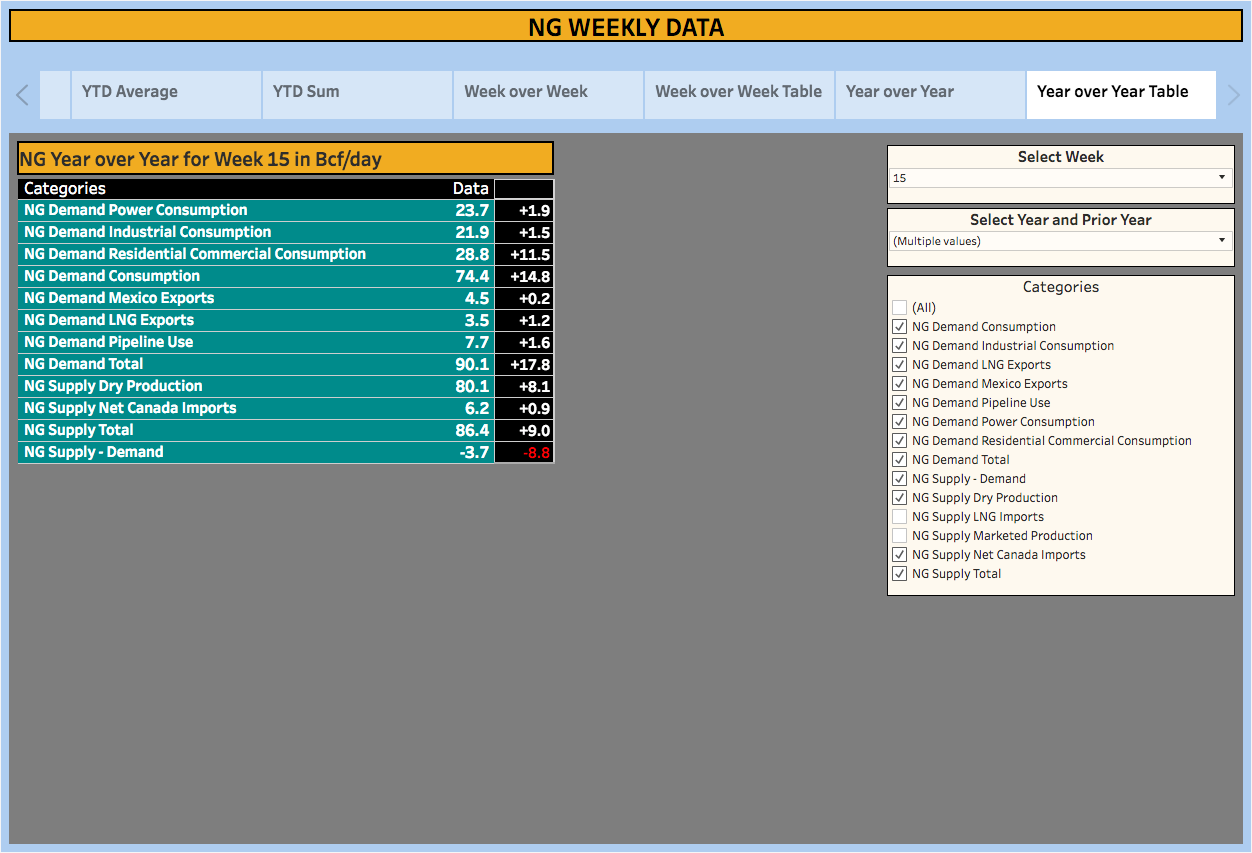 NG WEEKLY DATA
YTD Average YTD Sum Week over Week Week over Week Table Year over Year Year over Year Table
NG Year over Year for Week 15 in Bcf/day
Categories Data
NG Demand Power Consumption 23.7 +1.9
NG Demand Industrial Consumption 21.9 +1.5
NG Demand Residential Commercial Consumption 28.8 +11.5
NG Demand Consumption 74.4 +14.8
NG Demand Mexico Exports 4.5 +0.2
NG Demand LNG Exports 3.5 +1.2
NG Demand Pipeline Use 7.7 +1.6
NG Demand Total 90.1 +17.8
NG Supply Dry Production 80.1 +8.1
NG Supply Net Canada Imports 6.2 +0.9
NG Supply Total 86.4 +9.0
NG Supply - Demand -3.7 -8.8
Select Week
15
Select Year and Prior Year
(Multiple values)
Categories
(All)
NG Demand Consumption
NG Demand Industrial Consumption
NG Demand LNG Exports
NG Demand Mexico Exports
NG Demand Pipeline Use
NG Demand Power Consumption
NG Demand Residential Commercial Consumption
NG Demand Total
NG Supply - Demand
NG Supply Dry Production
NG Supply LNG Imports
NG Supply Marketed Production
NG Supply Net Canada Imports
NG Supply Total